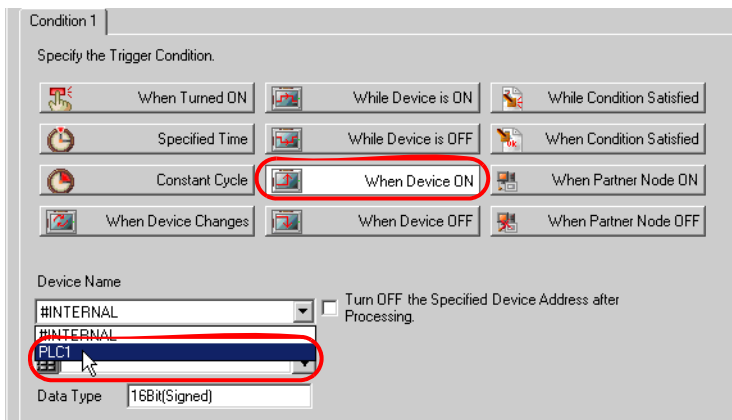 Condition 1
Specify the Trigger Condition.
When Turned ON
While Device is ON
While Condition Satisfied
Specified Time
While Device is OFF
When Condition Satisfied
Constant Cycle
When Device ON
When Partner Node ON
When Device Changes
When Device OFF
When Partner Node OFF
Device Name
#INTERNAL
Turn OFF the Specified Device Address after
Processing.
#INTERNAL
PLC1
Data Type
16Bit(Signed)